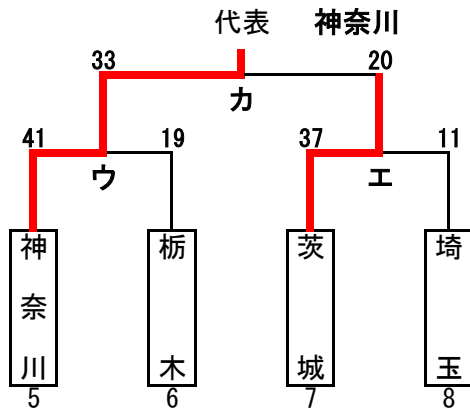 代表 神奈川
33 20
カ
41 19 37 11
ウ エ
神奈川 栃木 茨城 埼玉
5 6 7 8